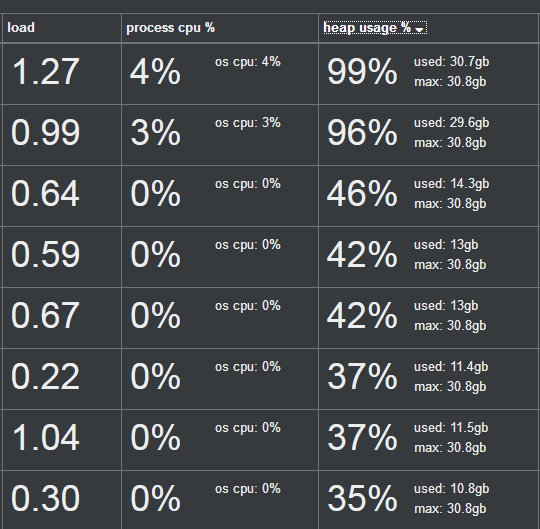 load process cpu % heap usage %
1.27 4% os cpu: 4% 99% used: 30.7gb
max: 30.8gb
0.99 3% os cpu: 3% 96% used: 29.6gb
max: 30.8gb
0.64 0% os cpu: 0% 46% used: 14.3gb
max: 30.8gb
0.59 0% os cpu: 0% 42% used: 13gb
max: 30.8gb
0.67 0% os cpu: 0% 42% used: 13gb
max: 30.8gb
0.22 0% os cpu: 0% 37% used: 11.4gb
max: 30.8gb
1.04 0% os cpu: 0% 37% used: 11.5gb
max: 30.8gb
0.30 0% os cpu: 0% 35% used: 10.8gb
max: 30.8gb